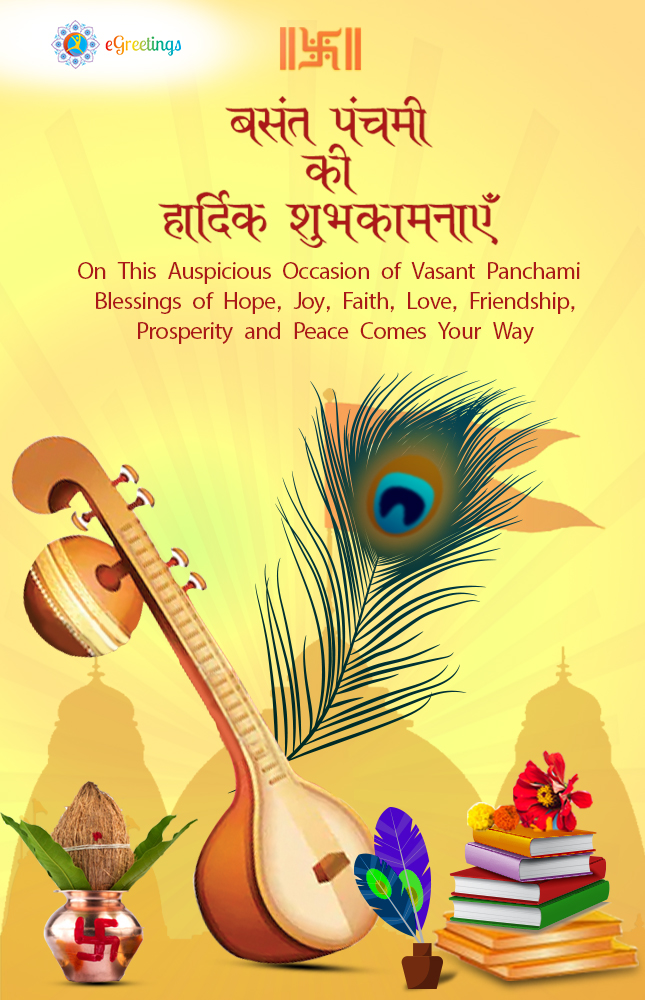 eGreetings
॥卐॥
बसंत पंचमी
की
हार्दिक शुभकामनाएँ
On This Auspicious Occasion of Vasant Panchami
Blessings of Hope, Joy, Faith, Love, Friendship,
Prosperity and Peace Comes Your Way